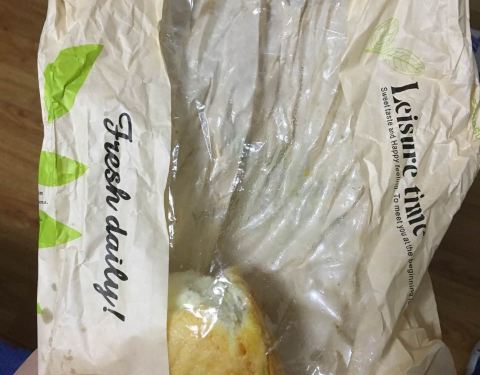 Fresh daily!
Leisure time
Sweet taste and Happy feeling. To meet you at the beginning